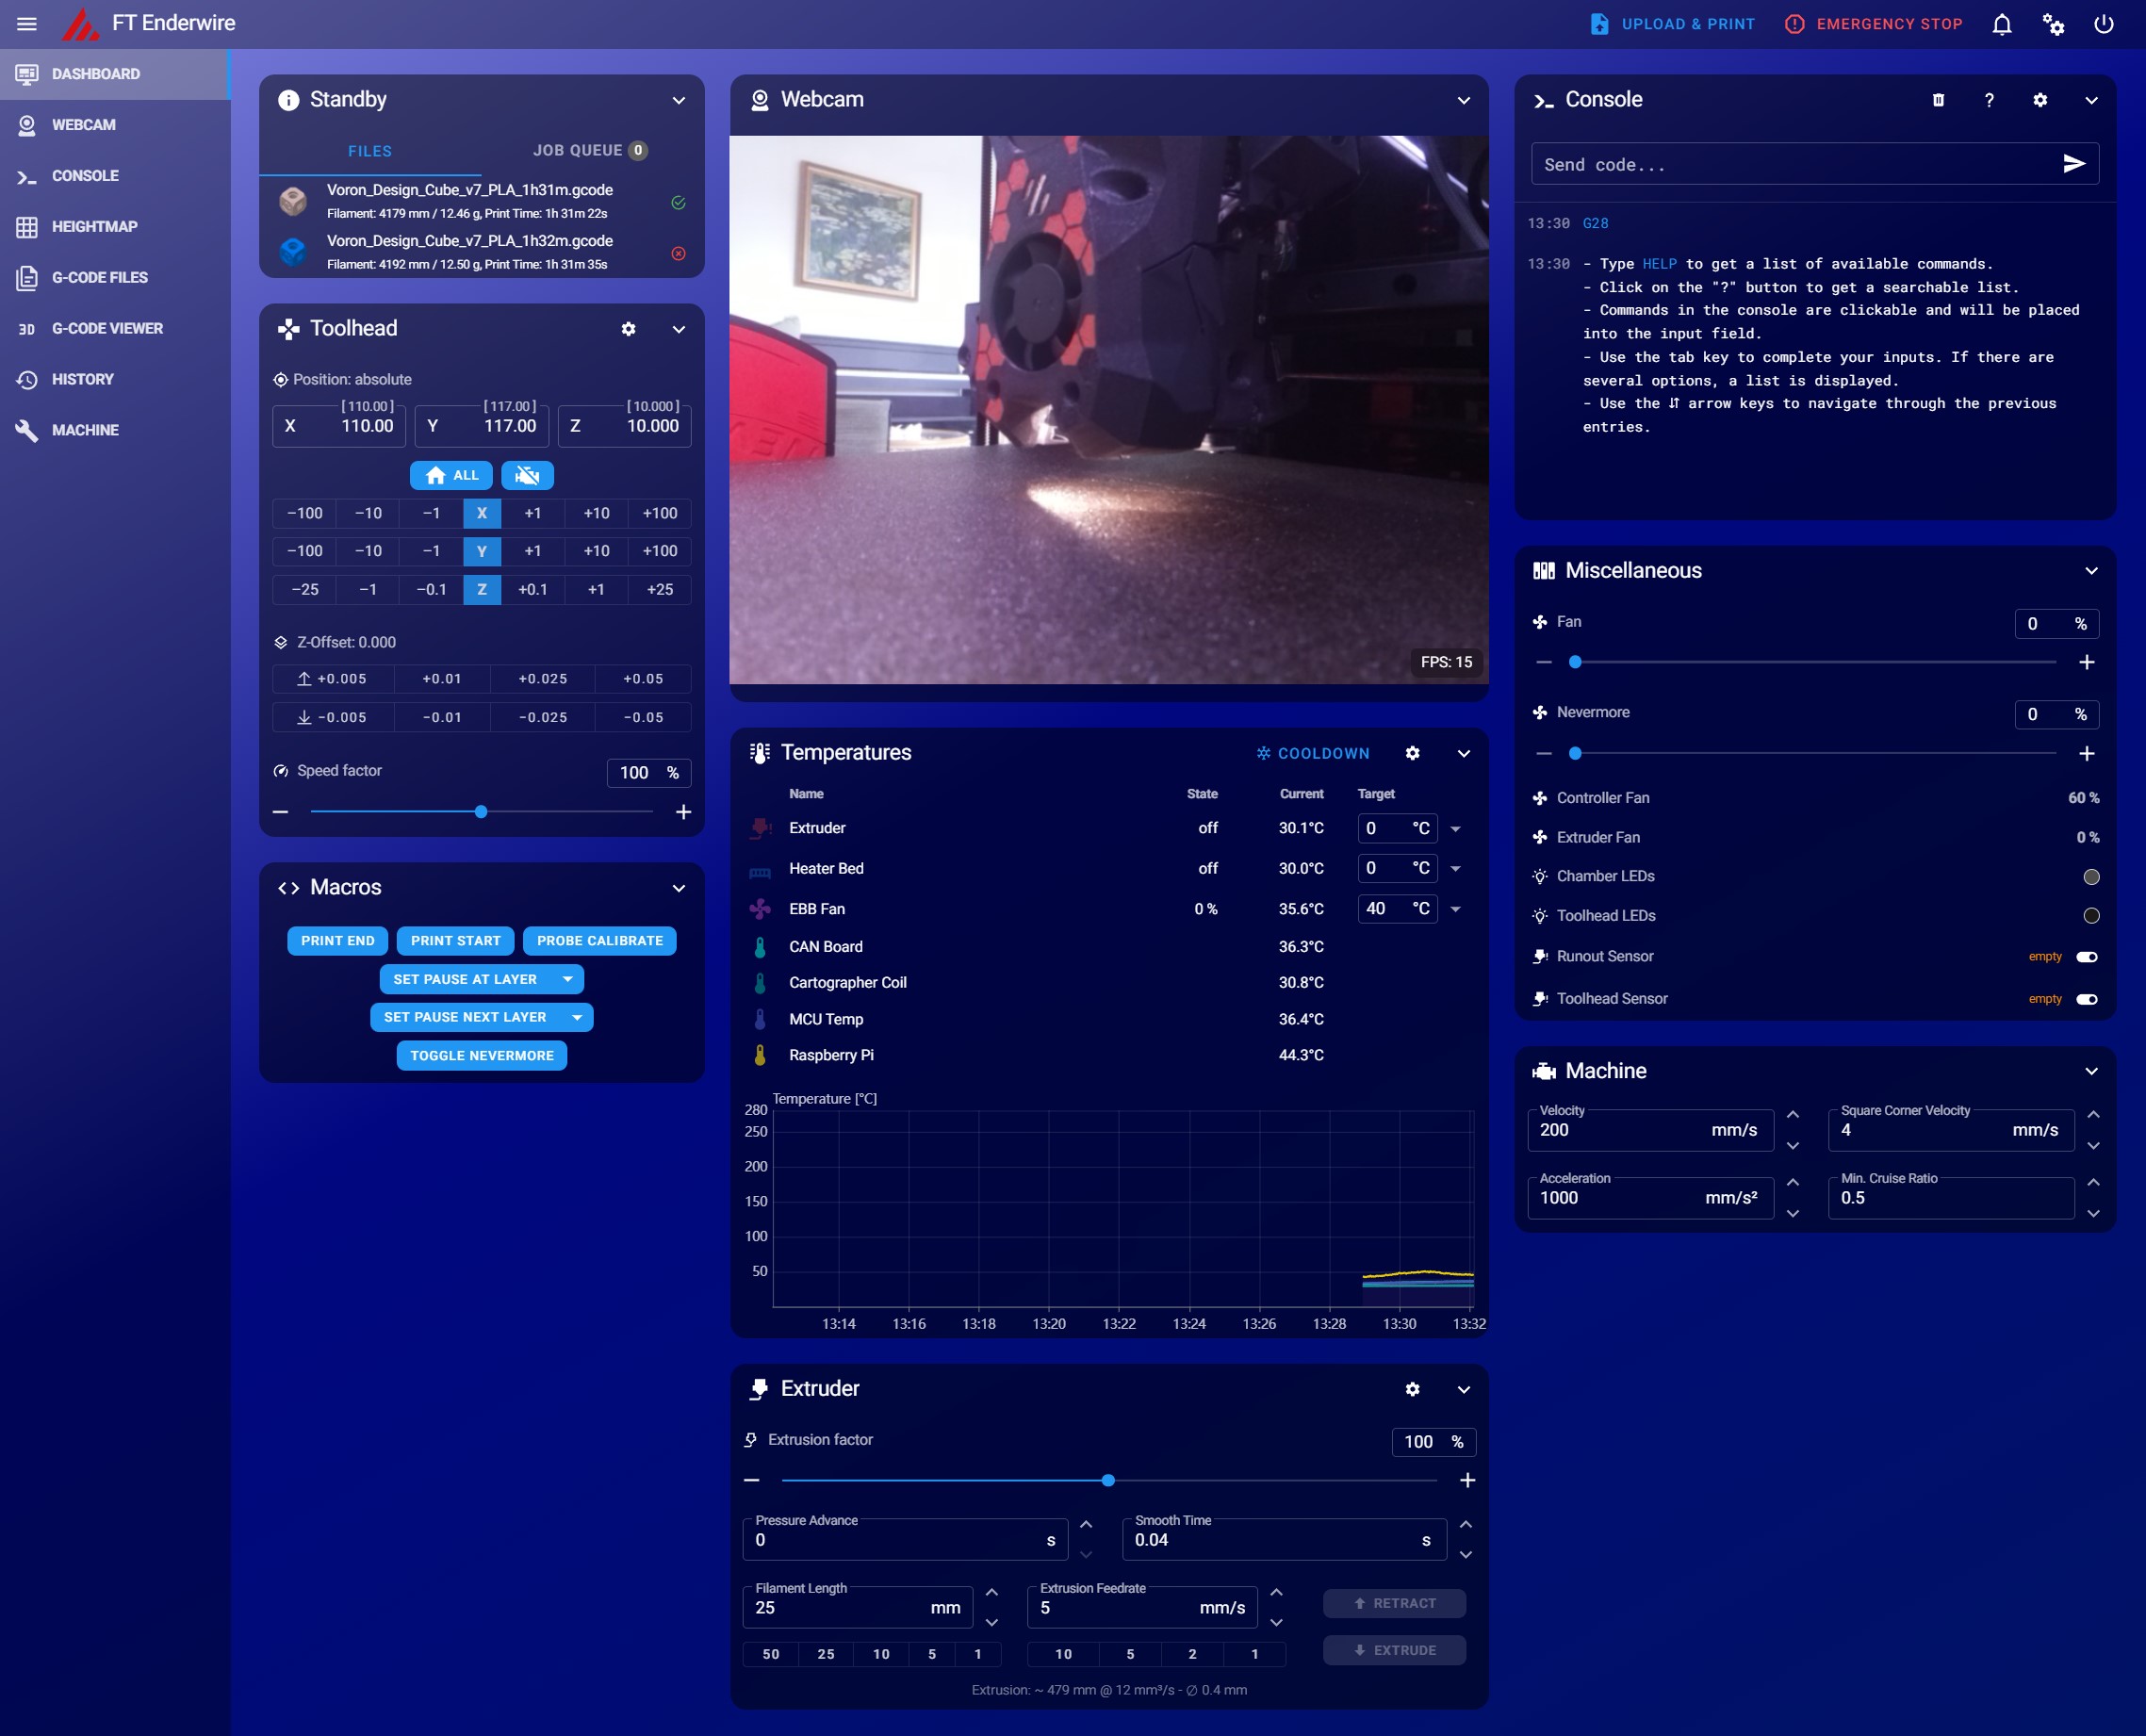 FT Enderwire
UPLOAD & PRINT
EMERGENCY STOP
DASHBOARD
WEBCAM
CONSOLE
HEIGHTMAP
G-CODE FILES
3D G-CODE VIEWER
HISTORY
MACHINE
Standby
FILES JOB QUEUE 0
Voron_Design_Cube_v7_PLA_1h31m.gcode
Filament: 4179 mm / 12.46 g, Print Time: 1h 31m 22s
Voron_Design_Cube_v7_PLA_1h32m.gcode
Filament: 4192 mm / 12.50 g, Print Time: 1h 31m 35s
Toolhead
Position: absolute
[ 110.00 ] [ 117.00 ] [ 10.000 ]
X 110.00 Y 117.00 Z 10.000
ALL
−100 −10 −1 X +1 +10 +100
−100 −10 −1 Y +1 +10 +100
−25 −1 −0.1 Z +0.1 +1 +25
Z-Offset: 0.000
+0.005 +0.01 +0.025 +0.05
−0.005 −0.01 −0.025 −0.05
Speed factor 100 %
Macros
PRINT END PRINT START PROBE CALIBRATE
SET PAUSE AT LAYER
SET PAUSE NEXT LAYER
TOGGLE NEVERMORE
Webcam
FPS: 15
Temperatures COOLDOWN
Name State Current Target
Extruder off 30.1°C 0 °C
Heater Bed off 30.0°C 0 °C
EBB Fan 0 % 35.6°C 40 °C
CAN Board 36.3°C
Cartographer Coil 30.8°C
MCU Temp 36.4°C
Raspberry Pi 44.3°C
Temperature [°C]
280
250
200
150
100
50
13:14 13:16 13:18 13:20 13:22 13:24 13:26 13:28 13:30 13:32
Extruder
Extrusion factor 100 %
Pressure Advance Smooth Time
0 s 0.04 s
Filament Length Extrusion Feedrate
25 mm 5 mm/s
RETRACT
50 25 10 5 1 10 5 2 1
EXTRUDE
Extrusion: ~ 479 mm @ 12 mm³/s - ∅ 0.4 mm
Console ?
Send code...
13:30 G28
13:30 - Type HELP to get a list of available commands.
- Click on the "?" button to get a searchable list.
- Commands in the console are clickable and will be placed
into the input field.
- Use the tab key to complete your inputs. If there are
several options, a list is displayed.
- Use the ⇵ arrow keys to navigate through the previous
entries.
Miscellaneous
Fan 0 %
Nevermore 0 %
Controller Fan 60 %
Extruder Fan 0 %
Chamber LEDs
Toolhead LEDs
Runout Sensor empty
Toolhead Sensor empty
Machine
Velocity Square Corner Velocity
200 mm/s 4 mm/s
Acceleration Min. Cruise Ratio
1000 mm/s² 0.5